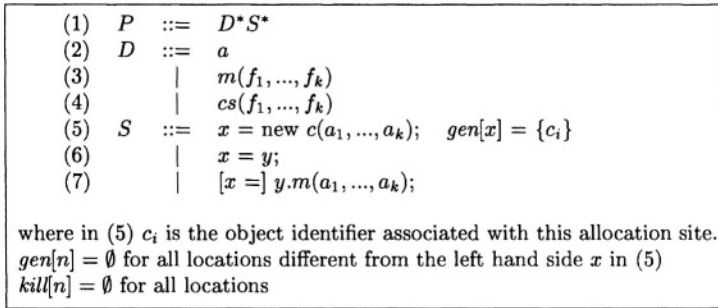 (1) P ::= D*S*
(2) D ::= a
(3) | m(f₁, ..., fₖ)
(4) | cs(f₁, ..., fₖ)
(5) S ::= x = new c(a₁, ..., aₖ); gen[x] = {cᵢ}
(6) | x = y;
(7) | [x =] y.m(a₁, ..., aₖ);
where in (5) cᵢ is the object identifier associated with this allocation site.
gen[n] = ∅ for all locations different from the left hand side x in (5)
kill[n] = ∅ for all locations